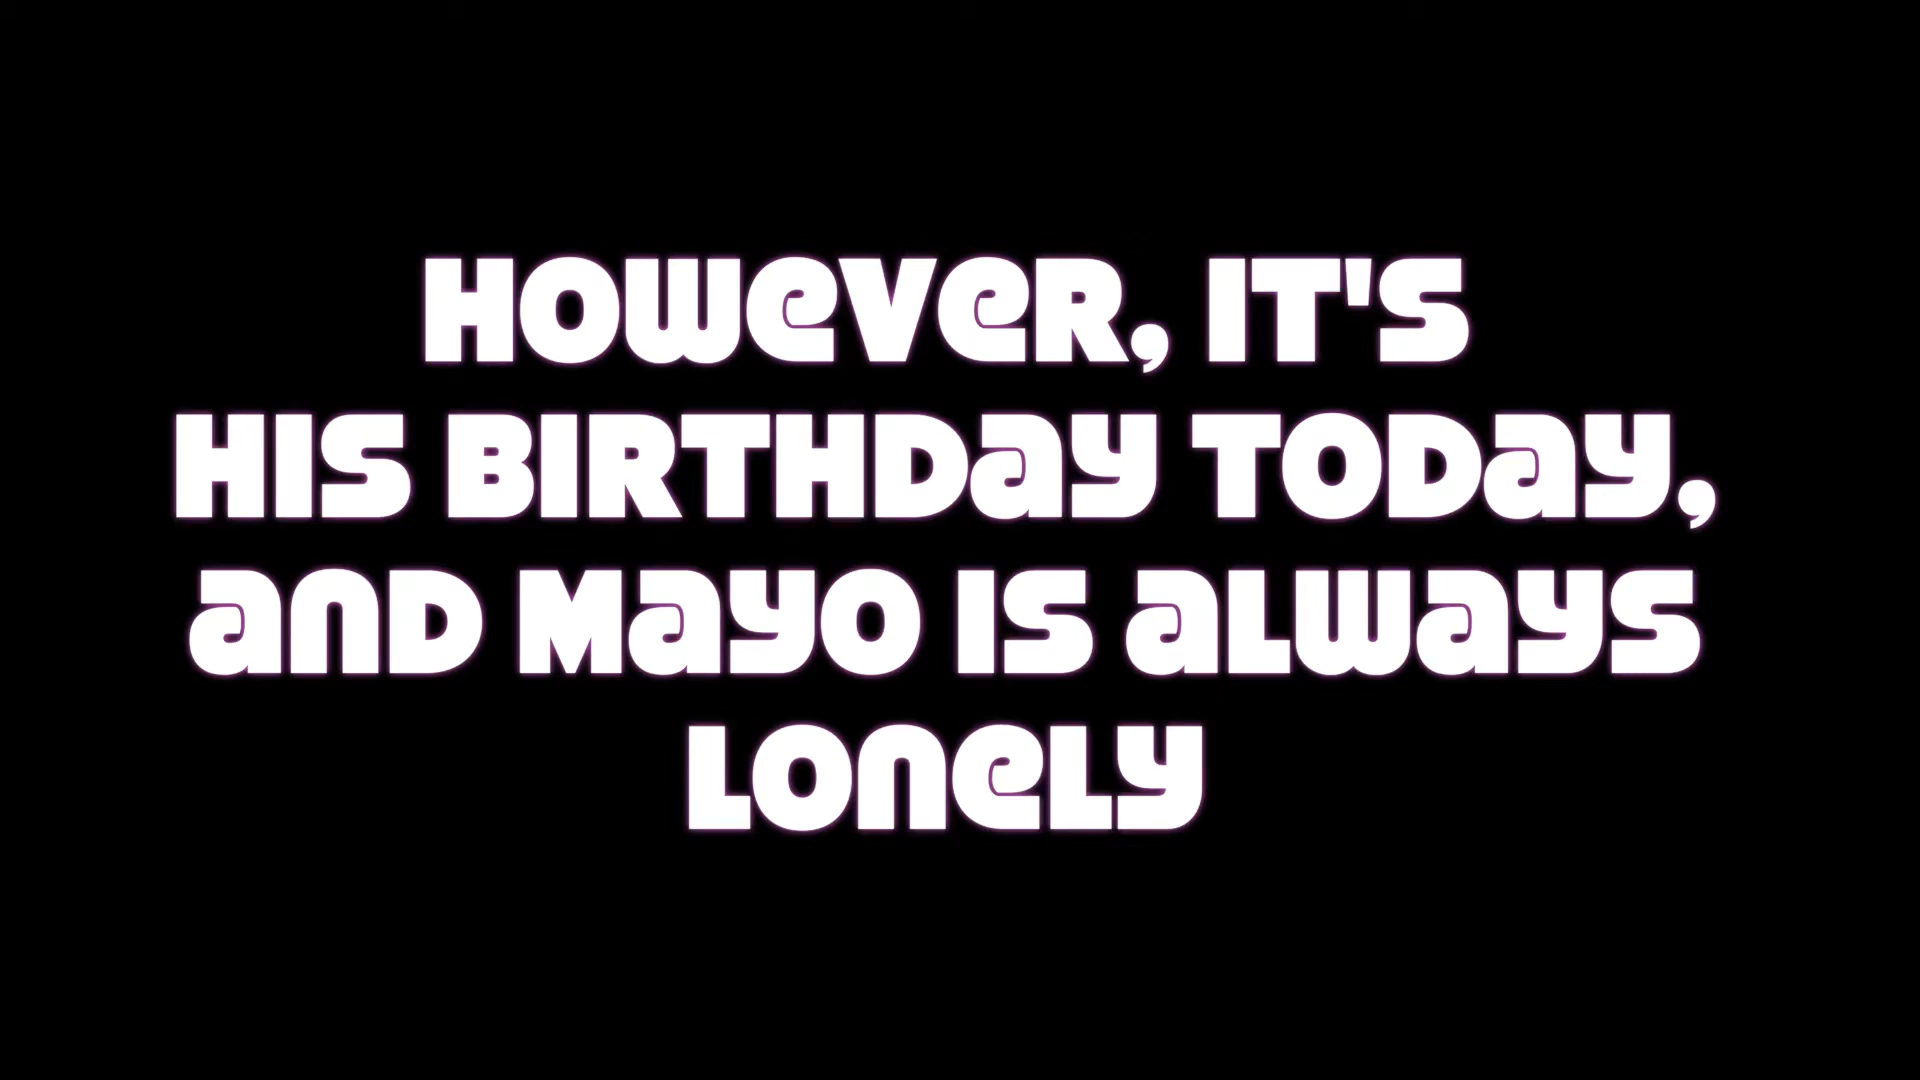 HOWEVER, IT'S
HIS BIRTHDAY TODAY,
AND MAYO IS ALWAYS
LONELY